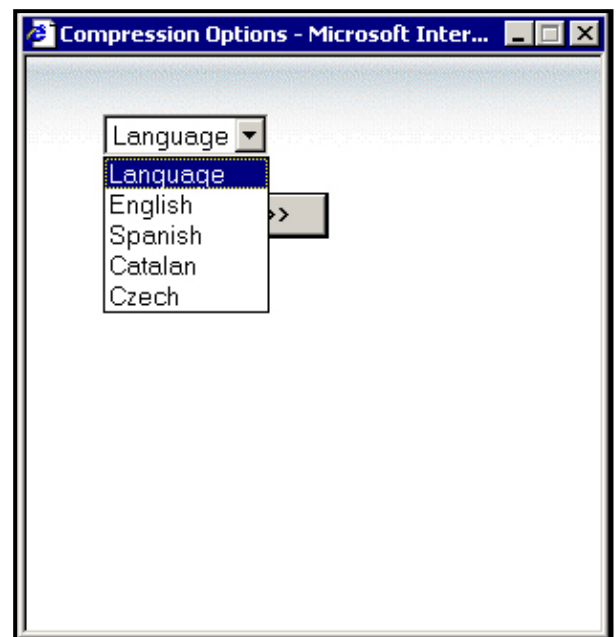 Compression Options - Microsoft Inter...
Language
Language
English
>>
Spanish
Catalan
Czech